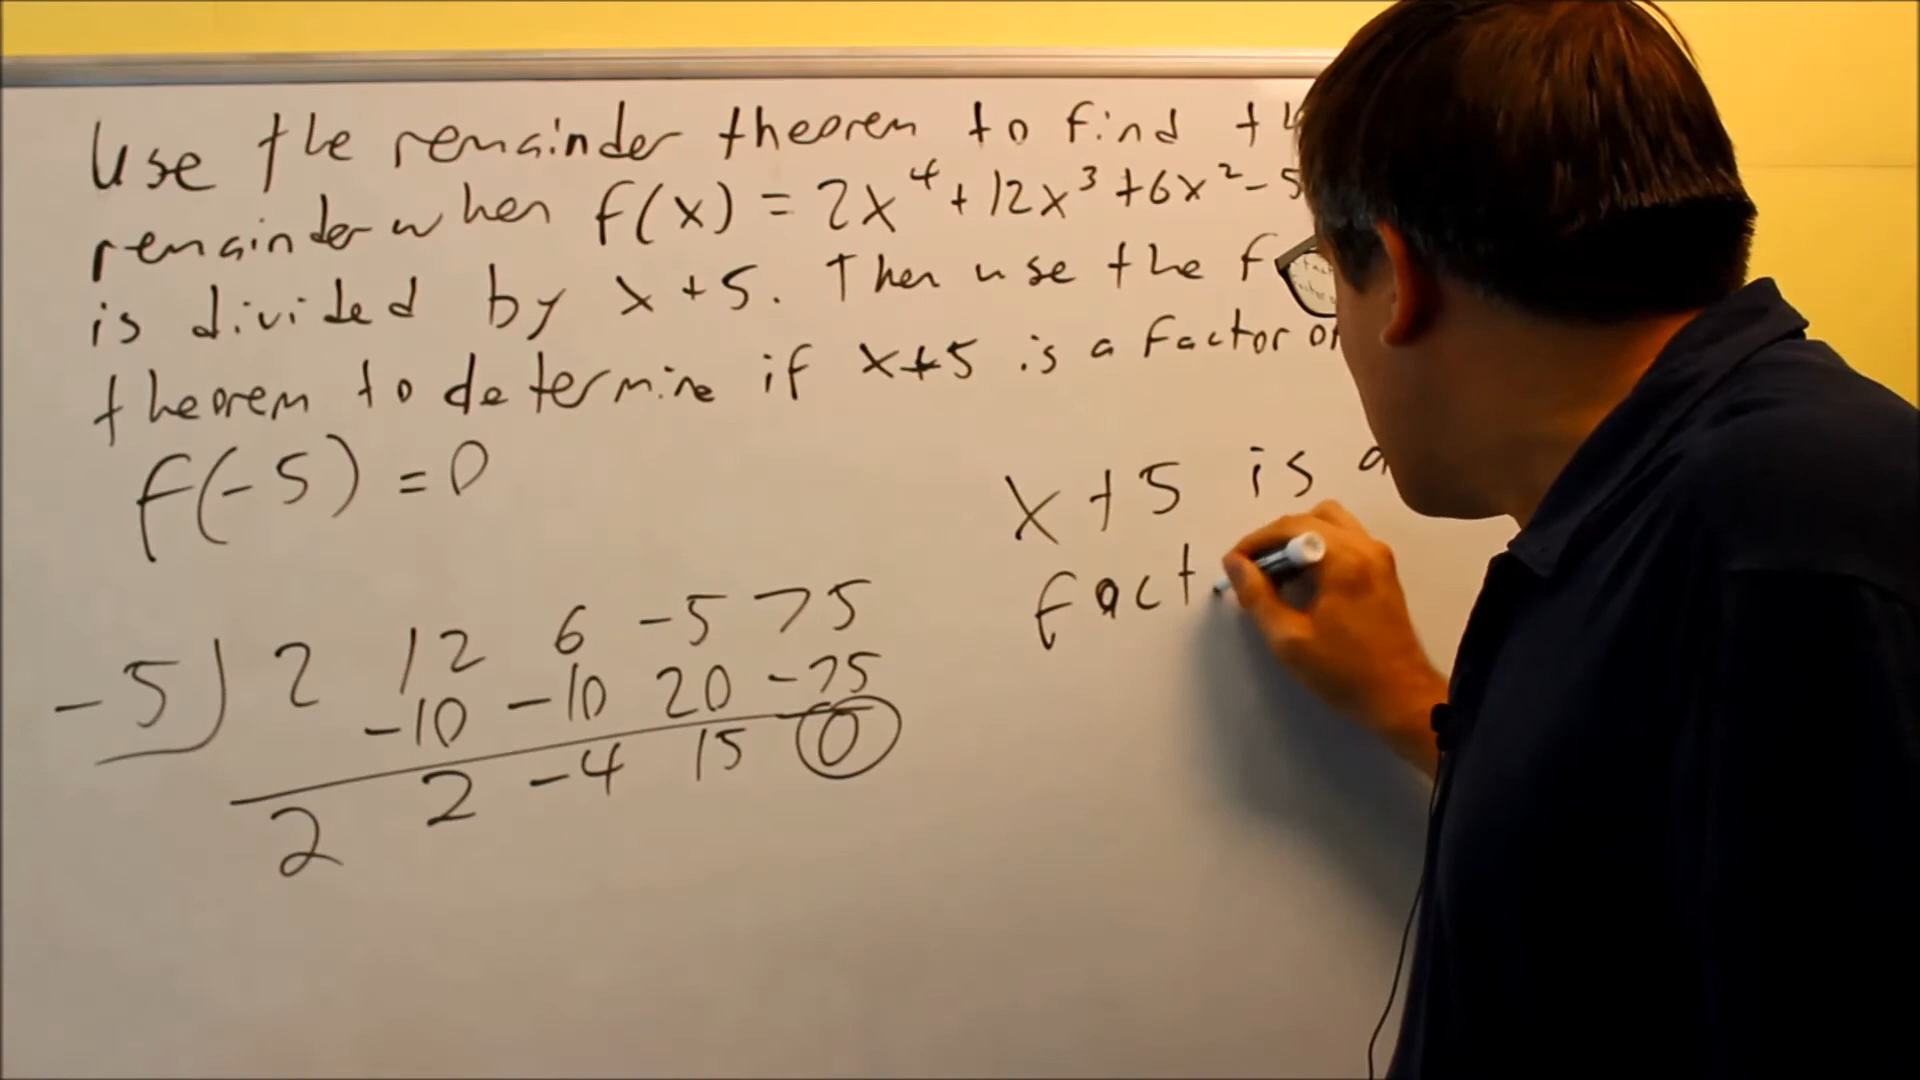 Use the remainder theorem to find
remainder when f(x) = 2x⁴ + 12x³ + 6x² - 5
is divided by x + 5. Then use the f
theorem to determine if x + 5 is a factor of
f(-5) = 0
x + 5 is a
fact
-5) 2 12 6 -5 75
-10 -10 20 -75
2 2 -4 15 0